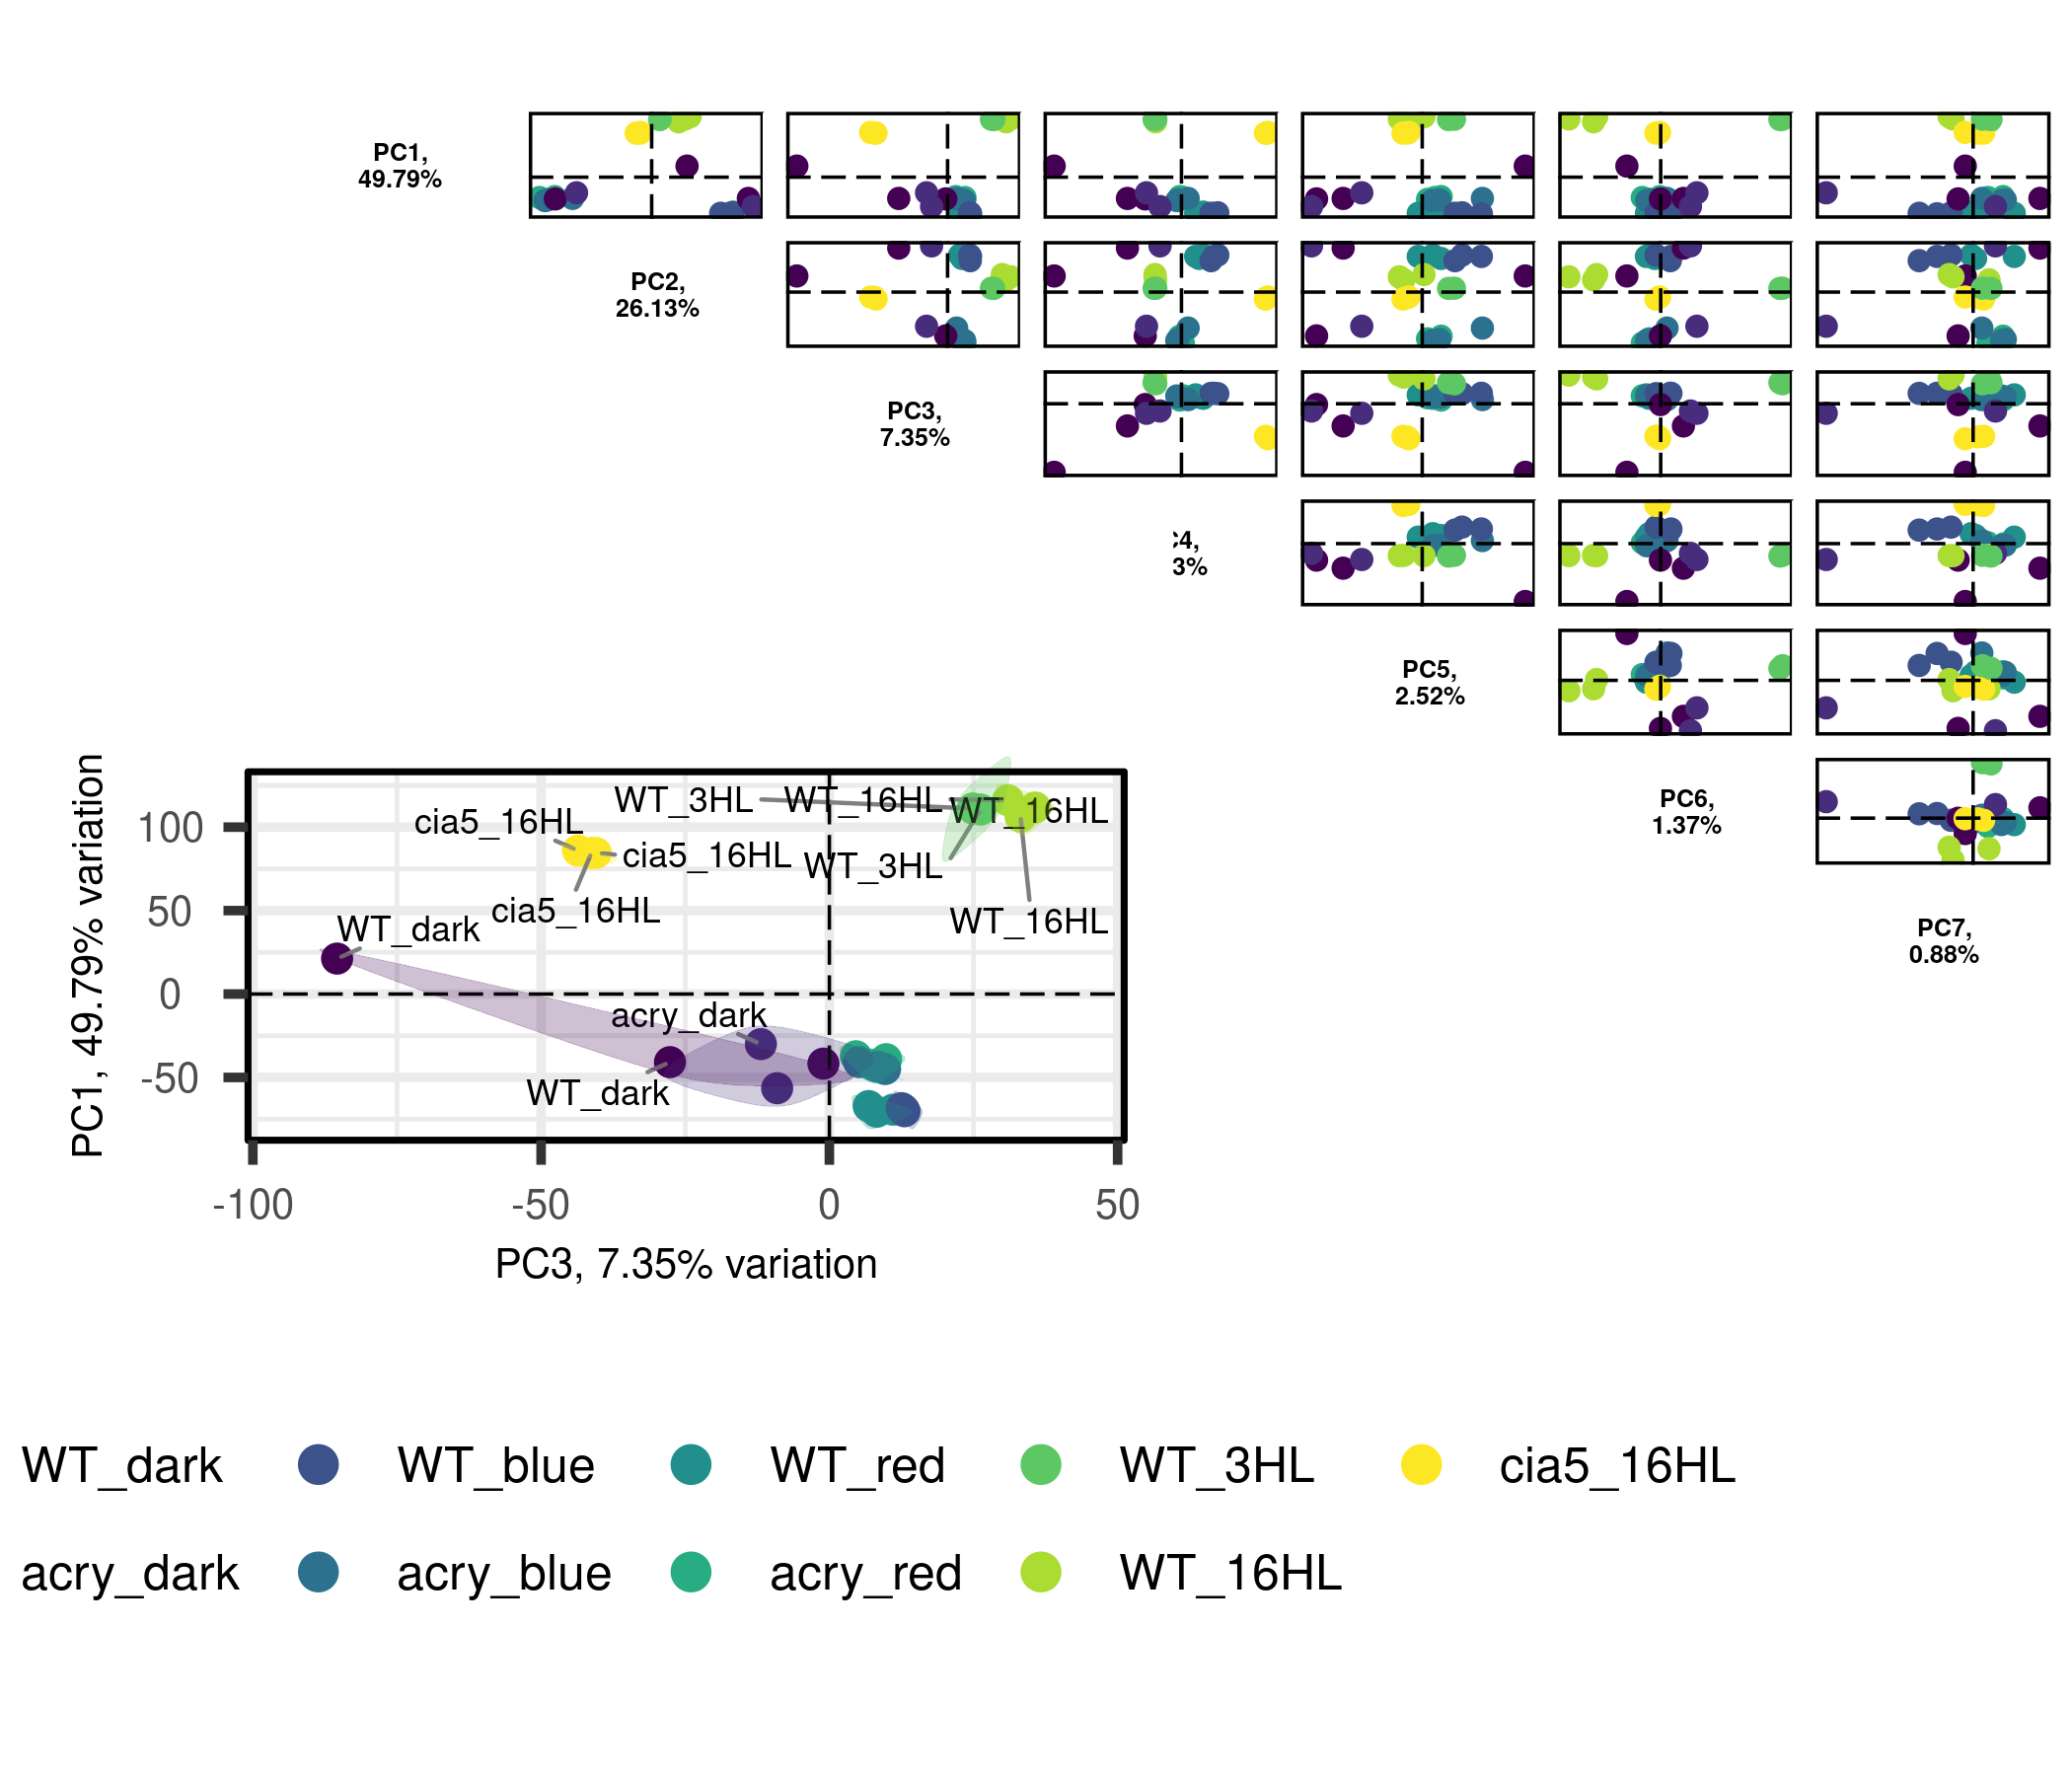 PC1,
49.79%
PC2,
26.13%
PC3,
7.35%
4,
3%
PC5,
2.52%
PC6,
1.37%
PC7,
0.88%
PC1, 49.79% variation
100
50
0
-50
WT_3HL
WT_16HL
WT_16HL
cia5_16HL
cia5_16HL
WT_3HL
cia5_16HL
WT_16HL
WT_dark
acry_dark
WT_dark
-100
-50
0
50
PC3, 7.35% variation
WT_dark
WT_blue
WT_red
WT_3HL
cia5_16HL
acry_dark
acry_blue
acry_red
WT_16HL